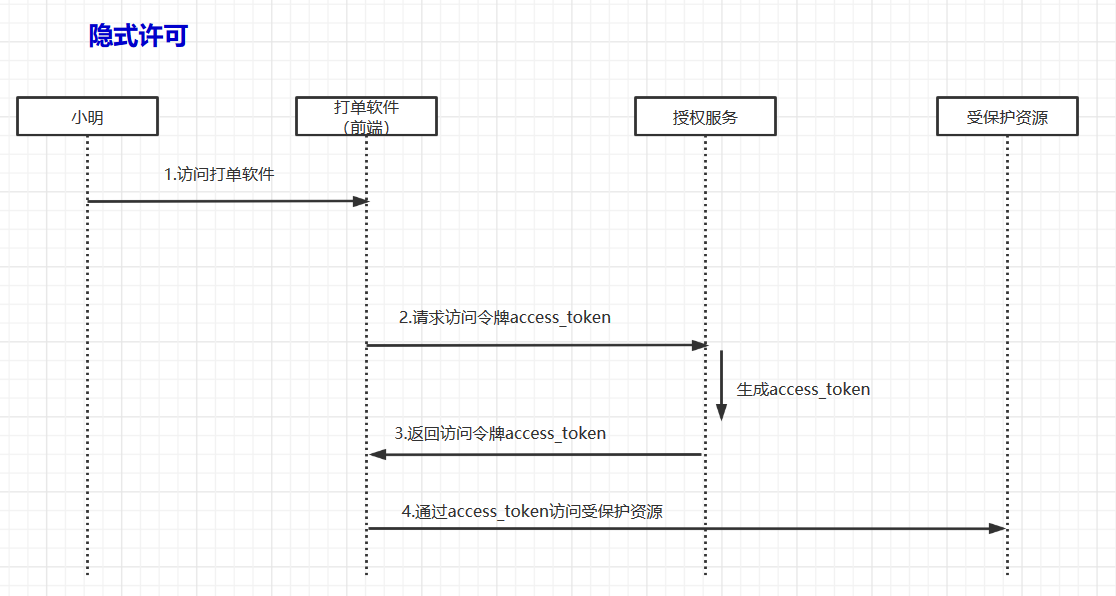 隐式许可
小明
打单软件
（前端）
授权服务
受保护资源
1.访问打单软件
2.请求访问令牌access_token
生成access_token
3.返回访问令牌access_token
4.通过access_token访问受保护资源